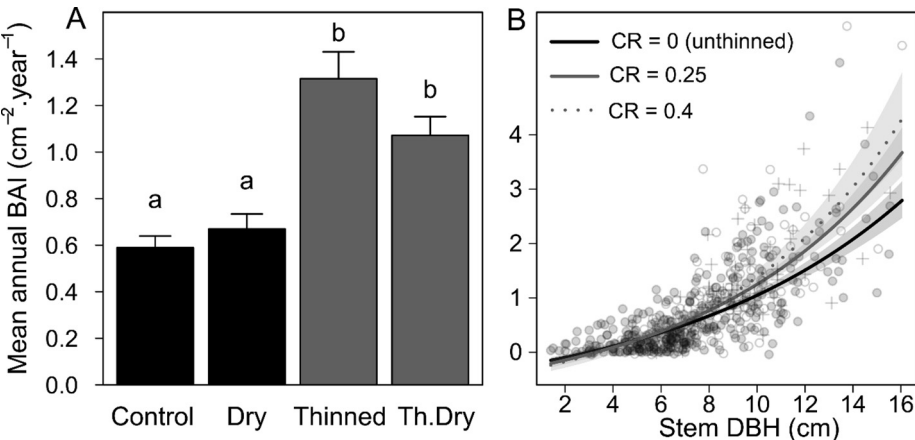 A
Mean annual BAI (cm⁻².year⁻¹)
1.4
1.2
1.0
0.8
0.6
0.4
0.2
0.0
a
a
b
b
Control Dry Thinned Th.Dry
B
CR = 0 (unthinned)
CR = 0.25
CR = 0.4
4
3
2
1
0
2 4 6 8 10 12 14 16
Stem DBH (cm)